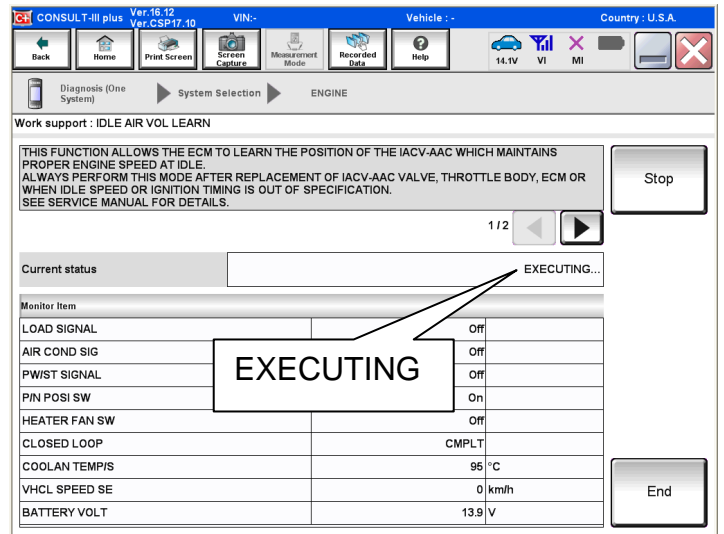 CONSULT-III plus Ver.16.12 VIN:- Vehicle : - Country : U.S.A.
Ver.CSP17.10
Back Home Print Screen Screen Capture Measurement Mode Recorded Data Help 14.1V VI MI
Diagnosis (One System) System Selection ENGINE
Work support : IDLE AIR VOL LEARN
THIS FUNCTION ALLOWS THE ECM TO LEARN THE POSITION OF THE IACV-AAC WHICH MAINTAINS
PROPER ENGINE SPEED AT IDLE.
ALWAYS PERFORM THIS MODE AFTER REPLACEMENT OF IACV-AAC VALVE, THROTTLE BODY, ECM OR
WHEN IDLE SPEED OR IGNITION TIMING IS OUT OF SPECIFICATION.
SEE SERVICE MANUAL FOR DETAILS.
Stop
1 / 2
Current status EXECUTING...
Monitor Item
LOAD SIGNAL Off
AIR COND SIG Off
PW/ST SIGNAL Off
P/N POSI SW On
HEATER FAN SW Off
CLOSED LOOP CMPLT
COOLAN TEMP/S 95 °C
VHCL SPEED SE 0 km/h
BATTERY VOLT 13.9 V
EXECUTING
End